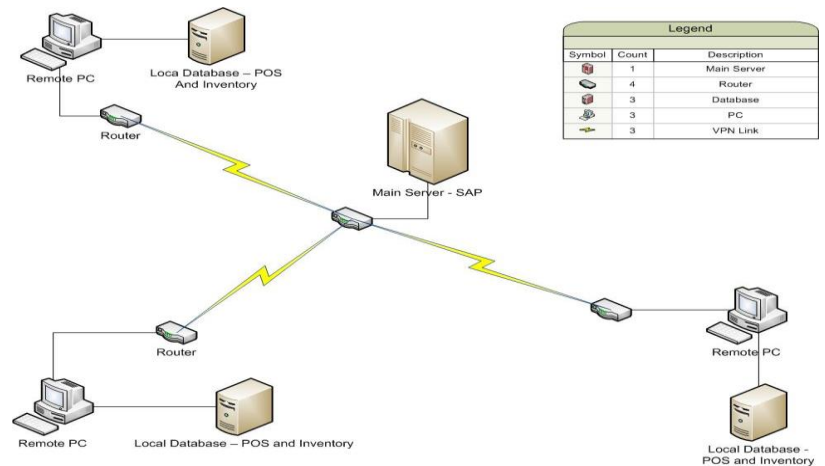 Remote PC
Loca Database – POS
And Inventory
Router
Main Server - SAP
Legend
Symbol Count Description
1 Main Server
4 Router
3 Database
3 PC
3 VPN Link
Router
Remote PC
Local Database – POS and Inventory
Remote PC
Local Database -
POS and Inventory